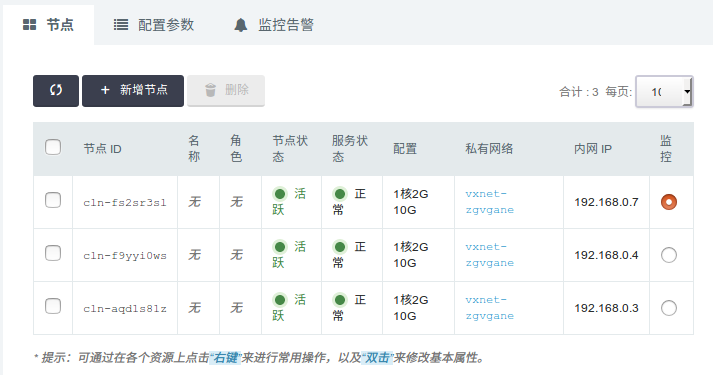 节点 配置参数 监控告警
+ 新增节点 删除 合计 : 3 每页: 10
节点 ID 名称 角色 节点状态 服务状态 配置 私有网络 内网 IP 监控
cln-fs2sr3sl 无 无 活跃 正常 1核2G 10G vxnet-zgvgane 192.168.0.7
cln-f9yyi0ws 无 无 活跃 正常 1核2G 10G vxnet-zgvgane 192.168.0.4
cln-aqd1s81z 无 无 活跃 正常 1核2G 10G vxnet-zgvgane 192.168.0.3
* 提示：可通过在各个资源上点击“右键”来进行常用操作，以及“双击”来修改基本属性。